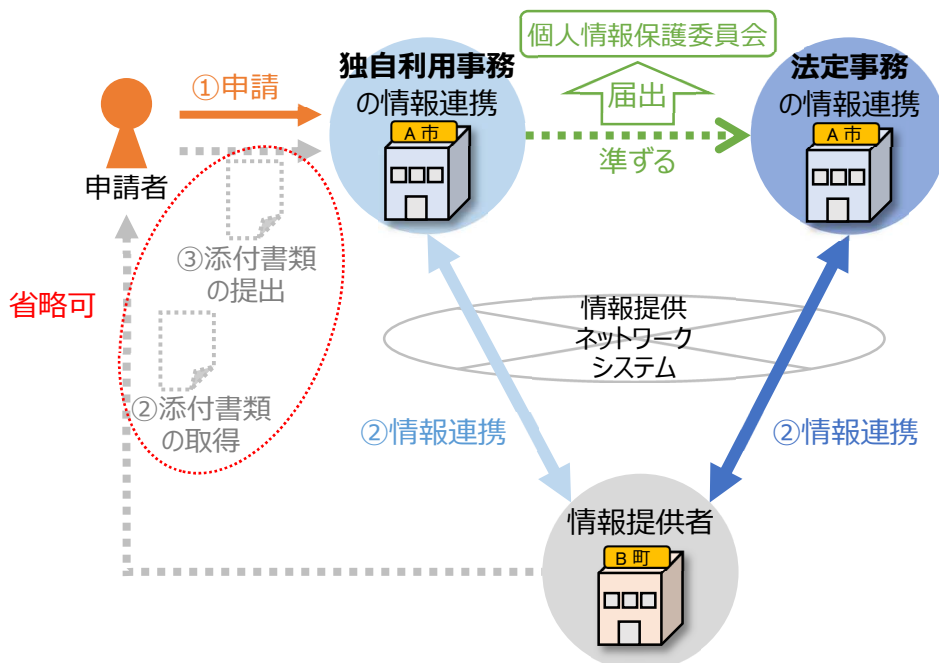 個人情報保護委員会
届出
独自利用事務
の情報連携
A市
法定事務
の情報連携
A市
①申請
準ずる
申請者
③添付書類
の提出
省略可
②添付書類
の取得
情報提供
ネットワーク
システム
②情報連携
②情報連携
情報提供者
B町